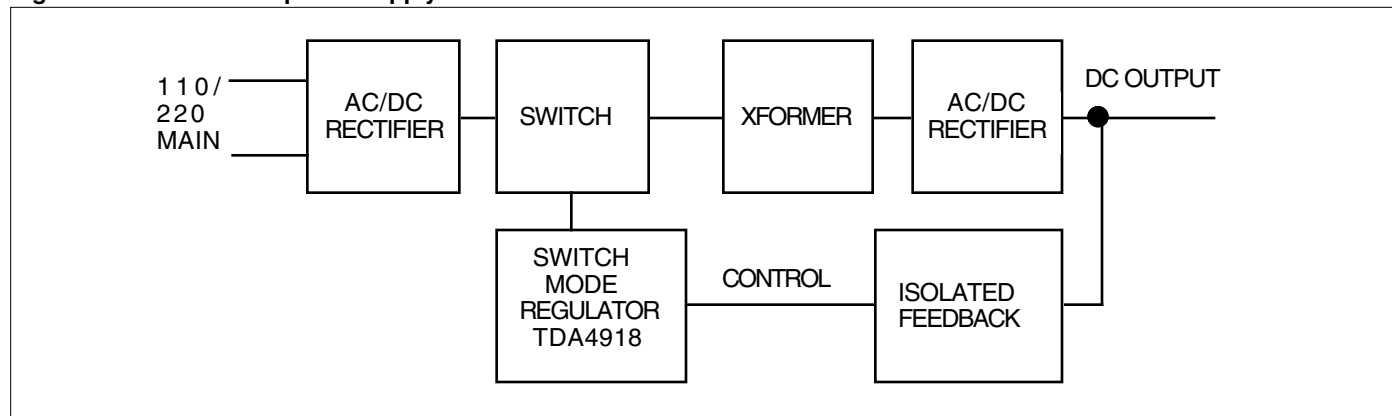 110/
220
MAIN
AC/DC
RECTIFIER
SWITCH
XFORMER
AC/DC
RECTIFIER
DC OUTPUT
SWITCH
MODE
REGULATOR
TDA4918
CONTROL
ISOLATED
FEEDBACK